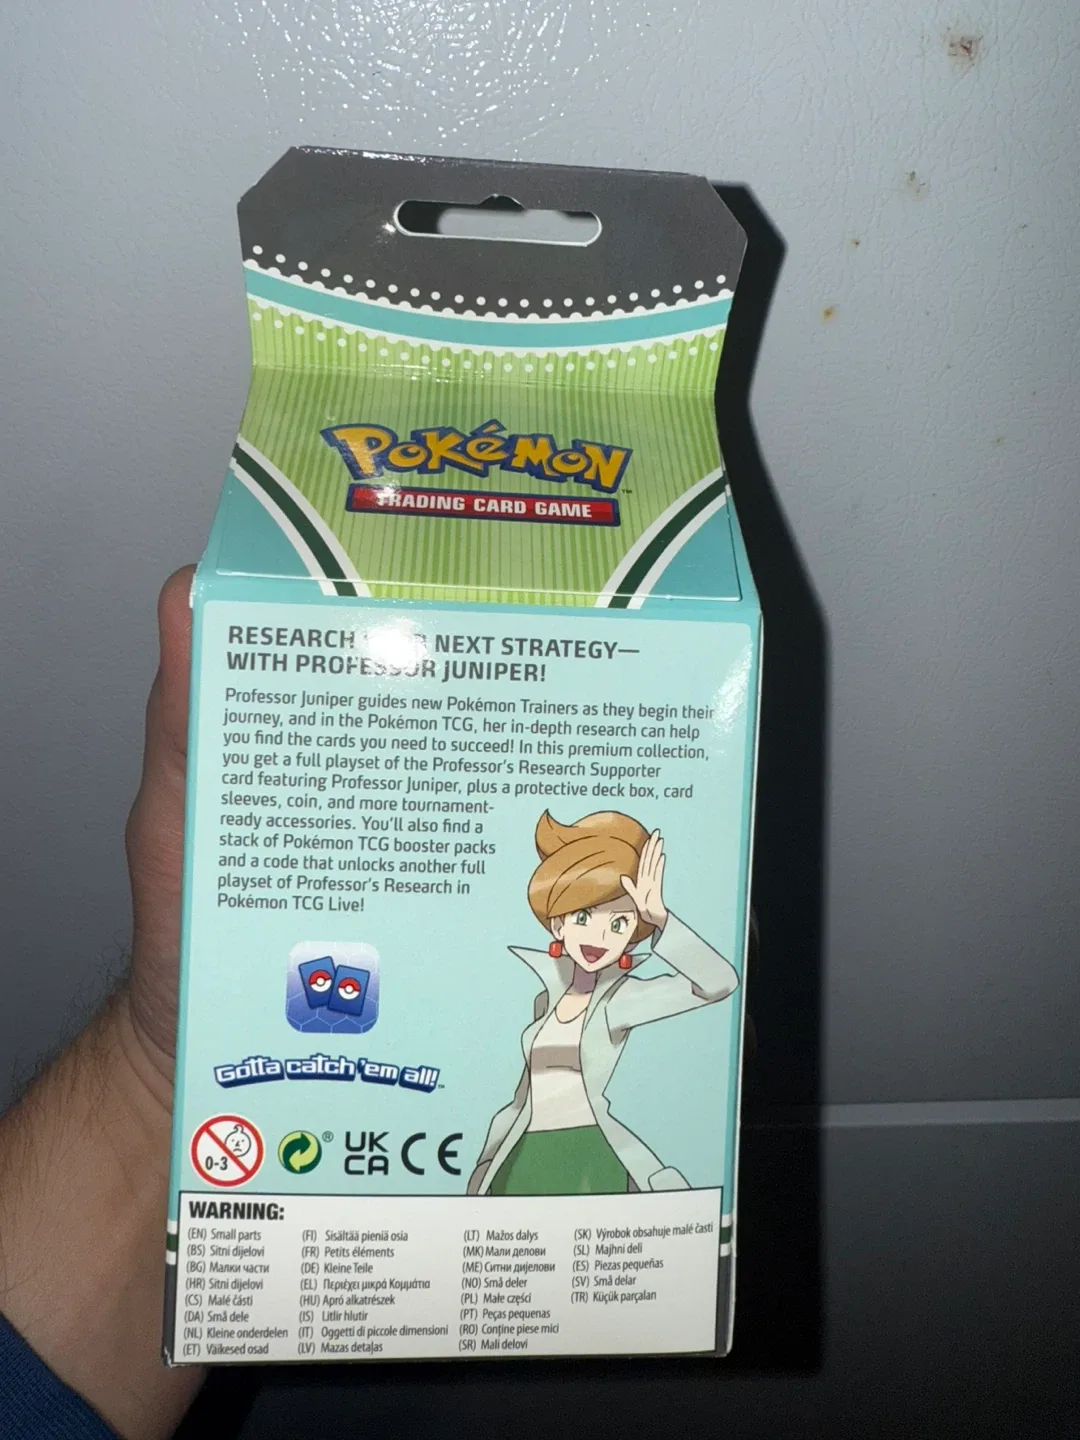 POKéMON
TRADING CARD GAME
RESEARCH NEXT STRATEGY—
WITH PROFESSOR JUNIPER!
Professor Juniper guides new Pokémon Trainers as they begin their
journey, and in the Pokémon TCG, her in-depth research can help
you find the cards you need to succeed! In this premium collection,
you get a full playset of the Professor's Research Supporter
card featuring Professor Juniper, plus a protective deck box, card
sleeves, coin, and more tournament-
ready accessories. You'll also find a
stack of Pokémon TCG booster packs
and a code that unlocks another full
playset of Professor's Research in
Pokémon TCG Live!
Gotta catch 'em all!™
0-3
®
UK
CA
CE
WARNING:
(EN) Small parts
(BS) Sitni dijelovi
(BG) Малки части
(HR) Sitni dijelovi
(CS) Malé části
(DA) Små dele
(NL) Kleine onderdelen
(ET) Väikesed osad
(FI) Sisältää pieniä osia
(FR) Petits éléments
(DE) Kleine Teile
(EL) Περιέχει μικρά Κομμάτια
(HU) Apró alkatrészek
(IS) Litlir hlutir
(IT) Oggetti di piccole dimensioni
(LV) Mazas detaļas
(LT) Mažos dalys
(MK) Мали делови
(ME) Ситни дијелови
(NO) Små deler
(PL) Małe części
(PT) Peças pequenas
(RO) Conține piese mici
(SR) Mali delovi
(SK) Výrobok obsahuje malé časti
(SL) Majhni deli
(ES) Piezas pequeñas
(SV) Små delar
(TR) Küçük parçaları